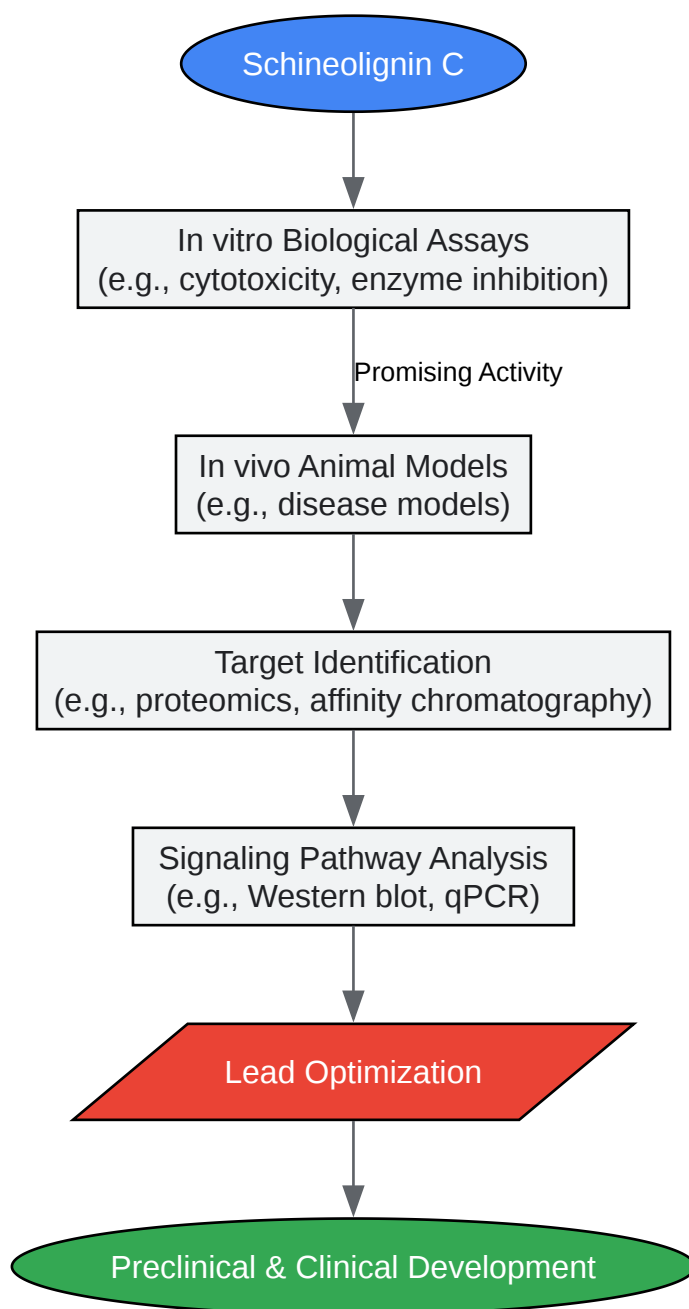 Schineolignin C
In vitro Biological Assays
(e.g., cytotoxicity, enzyme inhibition)
Promising Activity
In vivo Animal Models
(e.g., disease models)
Target Identification
(e.g., proteomics, affinity chromatography)
Signaling Pathway Analysis
(e.g., Western blot, qPCR)
Lead Optimization
Preclinical & Clinical Development